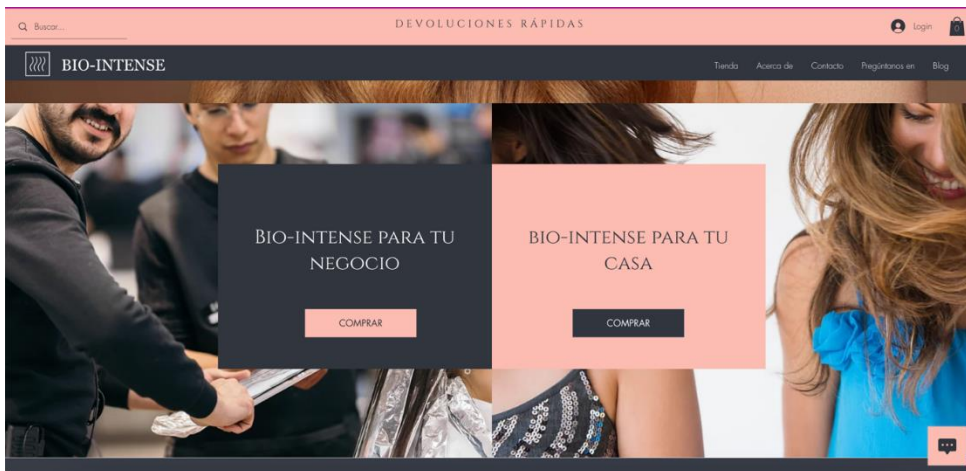 Buscar...
DEVOLUCIONES RÁPIDAS
Login
0
BIO-INTENSE
Tienda
Acerca de
Contacto
Pregúntanos en
Blog
BIO-INTENSE PARA TU
NEGOCIO
COMPRAR
BIO-INTENSE PARA TU
CASA
COMPRAR